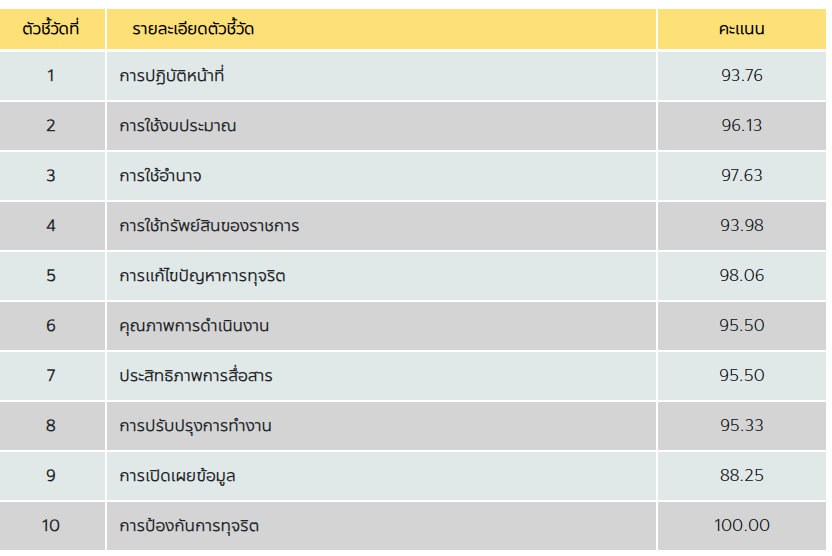 ตัวชี้วัดที่ รายละเอียดตัวชี้วัด คะแนน
1 การปฏิบัติหน้าที่ 93.76
2 การใช้งบประมาณ 96.13
3 การใช้อำนาจ 97.63
4 การใช้ทรัพย์สินของราชการ 93.98
5 การแก้ไขปัญหาการทุจริต 98.06
6 คุณภาพการดำเนินงาน 95.50
7 ประสิทธิภาพการสื่อสาร 95.50
8 การปรับปรุงการทำงาน 95.33
9 การเปิดเผยข้อมูล 88.25
10 การป้องกันการทุจริต 100.00